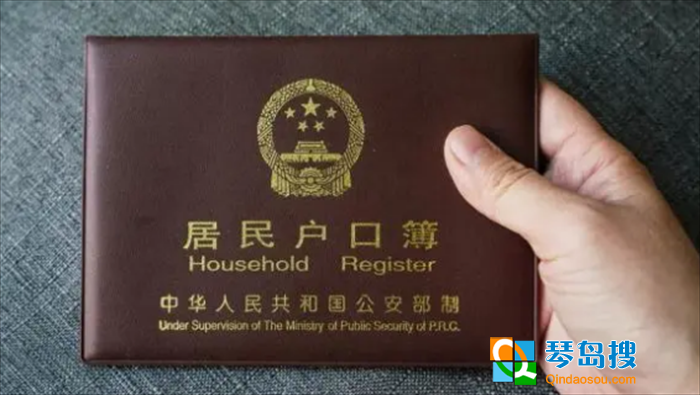 居民户口簿
Household Register
中华人民共和国公安部制
Under Supervision of The Ministry of Public Security of P.R.C.
琴岛搜
Qindaosou.com